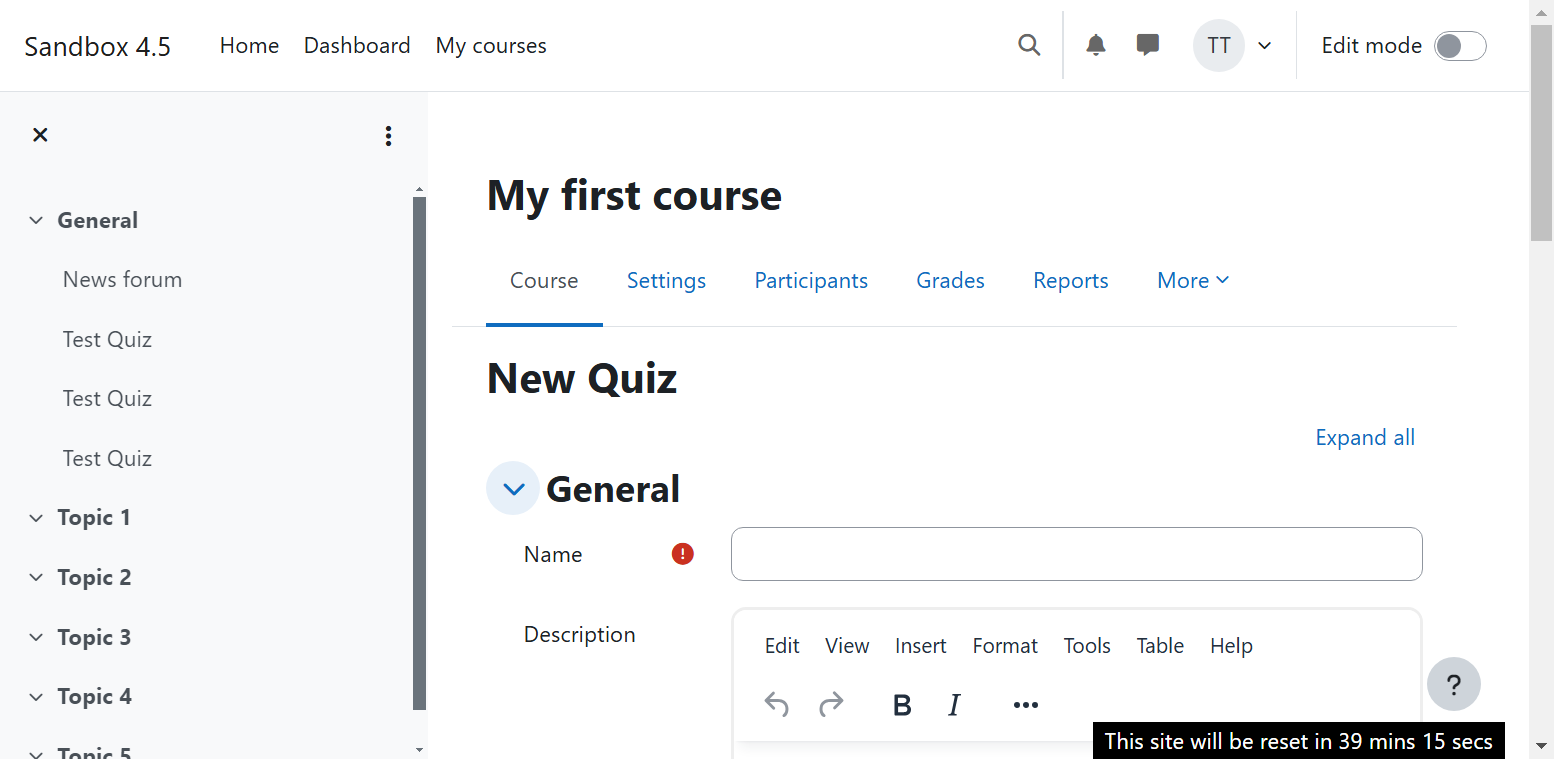 Sandbox 4.5 Home Dashboard My courses TT Edit mode
General
News forum
Test Quiz
Test Quiz
Test Quiz
Topic 1
Topic 2
Topic 3
Topic 4
Topic 5
My first course
Course Settings Participants Grades Reports More
New Quiz
Expand all
General
Name
Description
Edit View Insert Format Tools Table Help
B I
?
This site will be reset in 39 mins 15 secs